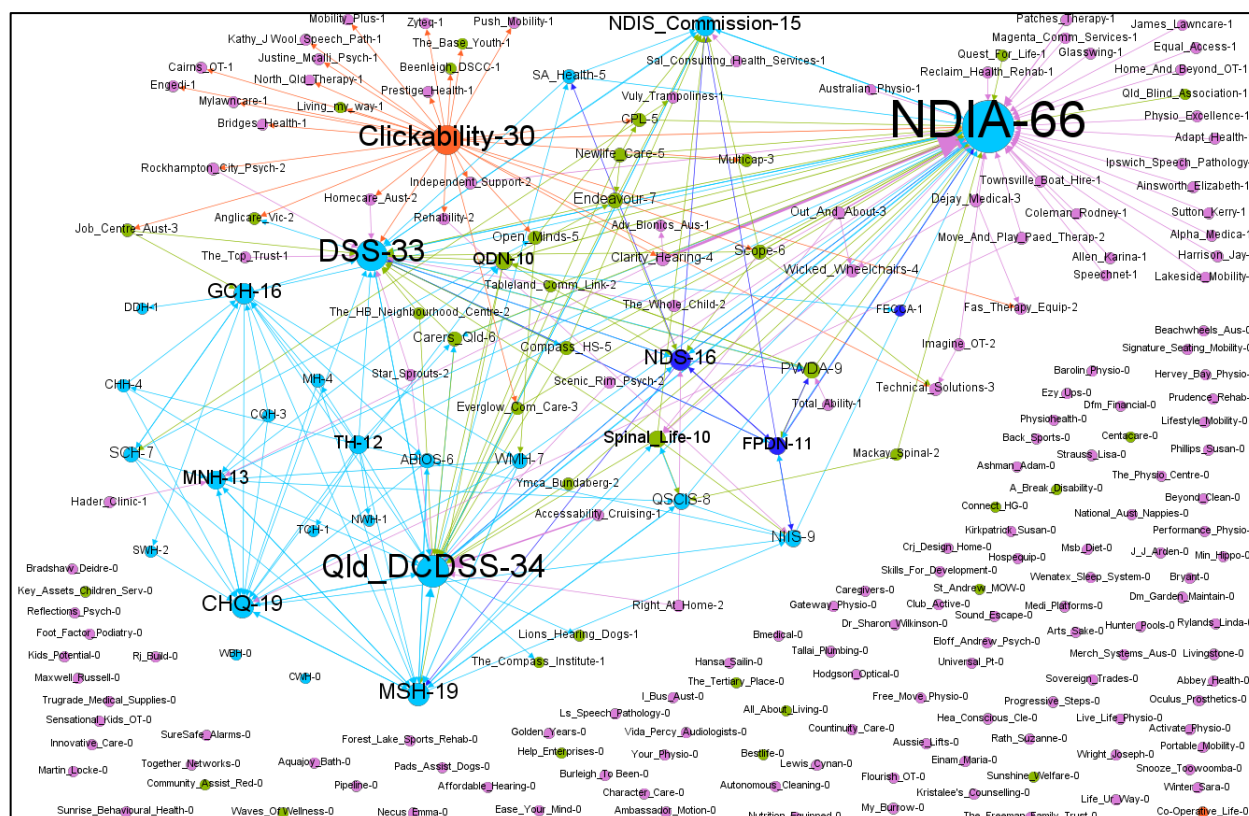 Mobility_Plus-1
Zyteq-1
Push_Mobility-1
NDIS_Commission-15
Patches_Therapy-1
James_Lawncare-1
Kathy_J Wool_Speech_Path-1
The_Base_Youth-1
Magenta_Comm_Services-1
Equal_Access-1
Justine_Mcalli_Psych-1
Quest_For_Life-1
Glasswing-1
Cairns_OT-1
Beenleigh_DSCC-1
Sal_Consulting_Health_Services-1
Reclaim_Health_Rehab-1
Home_And_Beyond_OT-1
Engedi-1
North_Qld_Therapy-1
SA_Health-5
Prestige_Health-1
Australian_Physio-1
Qld_Blind_Association-1
Mylawncare-1
Living_my_way-1
Vuly_Trampolines-1
Bridges_Health-1
CPL-5
NDIA-66
Physio_Excellence-1
Clickability-30
Adapt_Health-
Newlife_Care-5
Multicap-3
Ipswich_Speech_Pathology-
Rockhampton_City_Psych-2
Independent_Support-2
Townsville_Boat_Hire-1
Ainsworth_Elizabeth-1
Homecare_Aust-2
Endeavour-7
Dejay_Medical-3
Sutton_Kerry-1
Anglicare_Vic-2
Rehability-2
Out_And_About-3
Coleman_Rodney-1
Job_Centre_Aust-3
Adv_Bionics_Aus-1
Open_Minds-5
Move_And_Play_Paed_Therap-2
Alpha_Medica-1
DSS-33
QDN-10
Clarity_Hearing-4
Scope-6
Allen_Karina-1
Harrison_Jay-
The_Tcp_Trust-1
Wicked_Wheelchairs-4
Speechnet-1
Lakeside_Mobility-
GCH-16
Tableland_Comm_Link-2
DDH-1
The_Whole_Child-2
FECCA-1
Fas_Therapy_Equip-2
The_HB_Neighbourhood_Centre-2
Beachwheels_Aus-0
Carers_Qld-6
Compass_HS-5
Imagine_OT-2
Signature_Seating_Mobility-0
NDS-16
Barolin_Physio-0
Hervey_Bay_Physio-
Star_Sprouts-2
PWDA-9
CHH-4
MH-4
Scenic_Rim_Psych-2
Technical_Solutions-3
Ezy_Ups-0
Prudence_Rehab-
Everglow_Com_Care-3
Total_Ability-1
Dfm_Financial-0
CQH-3
Physiohealth-0
Lifestyle_Mobility-0
TH-12
Spinal_Life-10
FPDN-11
Back_Sports-0
Centacare-0
SCH-7
ABIOS-6
WMH-7
Mackay_Spinal-2
Strauss_Lisa-0
Phillips_Susan-0
MNH-13
Ashman_Adam-0
The_Physio_Centre-0
Ymca_Bundaberg-2
A_Break_Disability-0
Hader_Clinic-1
QSCIS-8
Connect_HG-0
Beyond_Clean-0
Accessability_Cruising-1
National_Aust_Nappies-0
TCH-1
NWH-1
Kirkpatrick_Susan-0
Performance_Physio-
SWH-2
NIIS-9
Crj_Design_Home-0
Hospequip-0
Msb_Diet-0
J_J_Arden-0
Min_Hippo-0
Bradshaw_Deidre-0
Qld_DCDSS-34
Skills_For_Development-0
Wenatex_Sleep_System-0
Bryant-0
Key_Assets_Children_Serv-0
Caregivers-0
St_Andrew_MOW-0
Dm_Garden_Maintain-0
Reflections_Psych-0
CHQ-19
Right_At_Home-2
Gateway_Physio-0
Club_Active-0
Medi_Platforms-0
Sound_Escape-0
Hunter_Pools-0
Rylands_Linda-0
Foot_Factor_Podiatry-0
Dr_Sharon_Wilkinson-0
Arts_Sake-0
Kids_Potential-0
Rj_Build-0
WBH-0
Lions_Hearing_Dogs-1
Bmedical-0
Tallai_Plumbing-0
Eloff_Andrew_Psych-0
Merch_Systems_Aus-0
Livingstone-0
Maxwell_Russell-0
CWH-0
The_Compass_Institute-1
Hansa_Sailin-0
Hodgson_Optical-0
Universal_Pt-0
Abbey_Health-0
Trugrade_Medical_Supplies-0
MSH-19
The_Tertiary_Place-0
Sovereign_Trades-0
I_Bus_Aust-0
Free_Move_Physio-0
Progressive_Steps-0
Oculus_Prosthetics-0
Sensational_Kids_OT-0
Ls_Speech_Pathology-0
All_About_Living-0
Hea_Conscious_Cle-0
Live_Life_Physio-0
SureSafe_Alarms-0
Golden_Years-0
Vida_Percy_Audiologists-0
Countinuity_Care-0
Activate_Physio-0
Innovative_Care-0
Forest_Lake_Sports_Rehab-0
Help_Enterprises-0
Your_Physio-0
Bestlife-0
Aussie_Lifts-0
Rath_Suzanne-0
Portable_Mobility-0
Martin_Locke-0
Together_Networks-0
Aquajoy_Bath-0
Pads_Assist_Dogs-0
Burleigh_To_Been-0
Lewis_Cynan-0
Einam_Maria-0
Wright_Joseph-0
Snooze_Toowoomba-0
Community_Assist_Red-0
Pipeline-0
Affordable_Hearing-0
Character_Care-0
Autonomous_Cleaning-0
Flourish_OT-0
Sunshine_Welfare-0
Winter_Sara-0
Sunrise_Behavioural_Health-0
Waves_Of_Wellness-0
Necus_Emma-0
Ease_Your_Mind-0
Ambassador_Motion-0
Nutrition_Equipped-0
My_Burrow-0
Kristalee's_Counselling-0
The_Freeman_Family_Trust-0
Life_Ur_Way-0
Co-Operative_Life-0